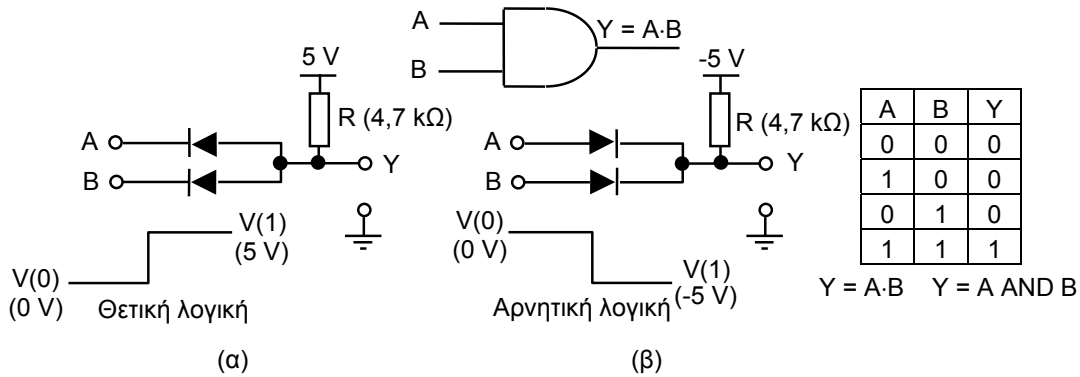 A
B
Y = A·B
5 V
R (4,7 kΩ)
A
B
Y
V(1)
(5 V)
V(0)
(0 V)
Θετική λογική
(α)
-5 V
R (4,7 kΩ)
A
B
Y
V(0)
(0 V)
V(1)
(-5 V)
Αρνητική λογική
(β)
A B Y
0 0 0
1 0 0
0 1 0
1 1 1
Y = A·B Y = A AND B